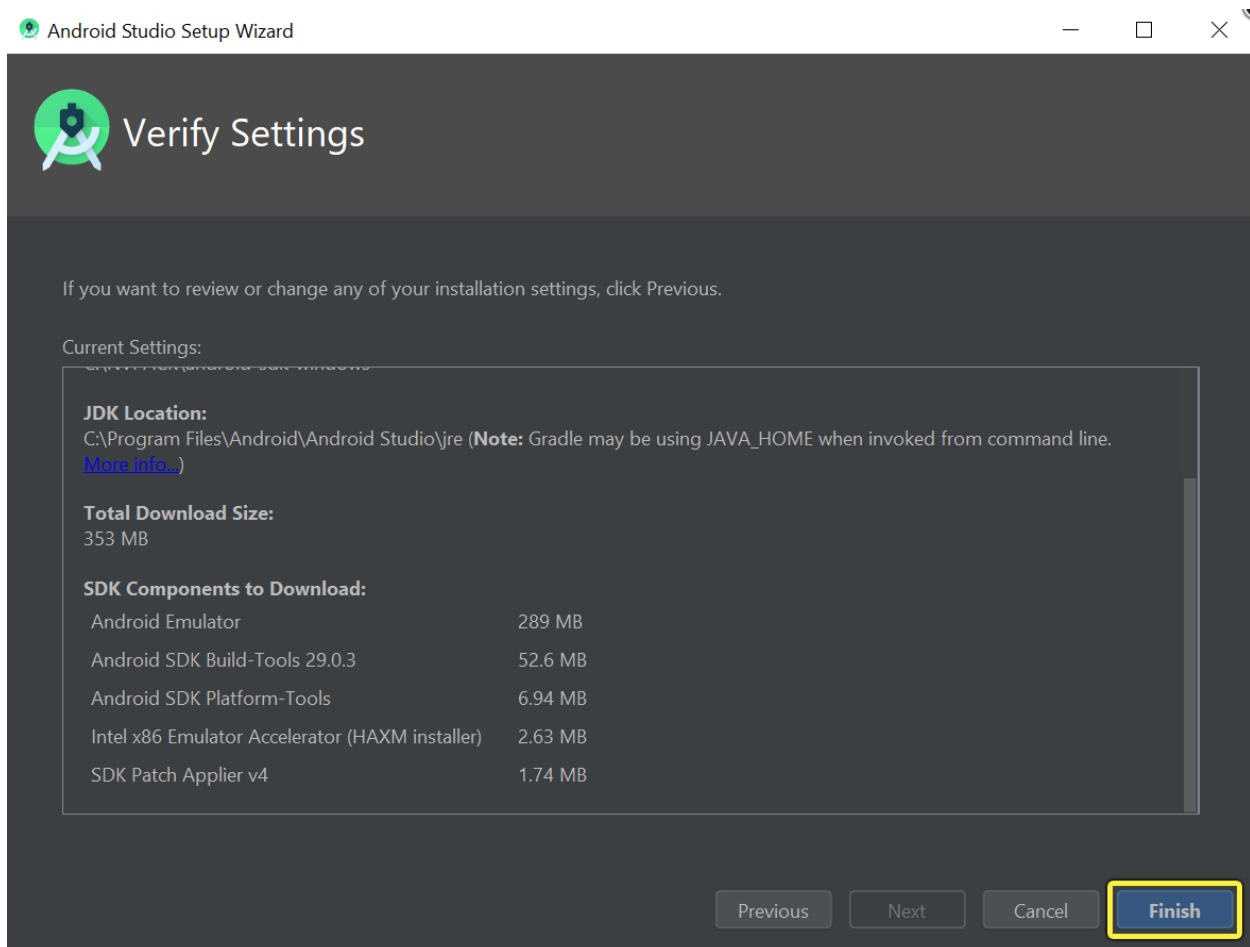 Android Studio Setup Wizard
Verify Settings
If you want to review or change any of your installation settings, click Previous.
Current Settings:
JDK Location:
C:\Program Files\Android\Android Studio\jre (Note: Gradle may be using JAVA_HOME when invoked from command line.
More info...)
Total Download Size:
353 MB
SDK Components to Download:
Android Emulator 289 MB
Android SDK Build-Tools 29.0.3 52.6 MB
Android SDK Platform-Tools 6.94 MB
Intel x86 Emulator Accelerator (HAXM installer) 2.63 MB
SDK Patch Applier v4 1.74 MB
Previous Next Cancel Finish